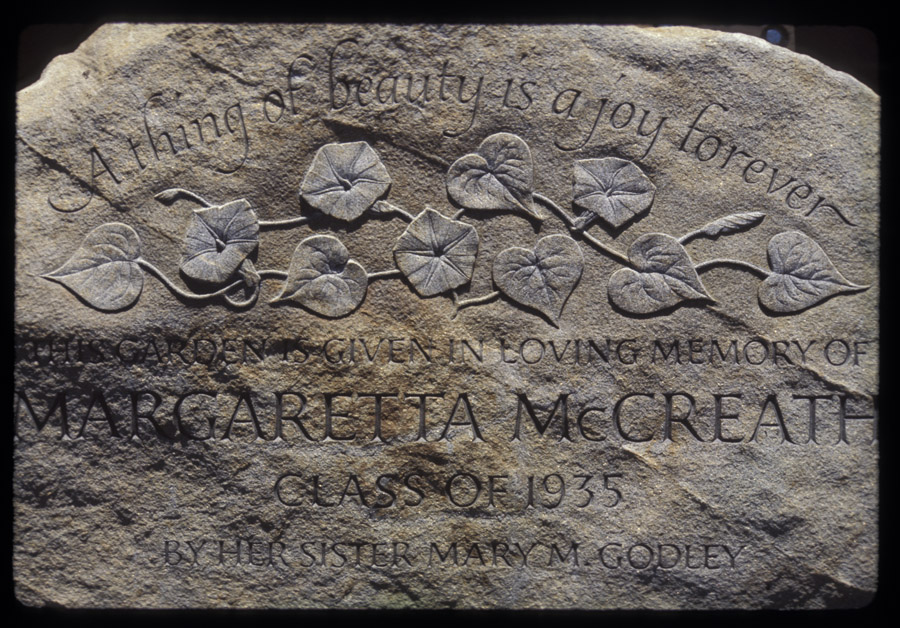 A thing of beauty is a joy forever
THIS GARDEN IS GIVEN IN LOVING MEMORY OF
MARGARETTA McCREATH
CLASS OF 1935
BY HER SISTER MARY M. GODLEY